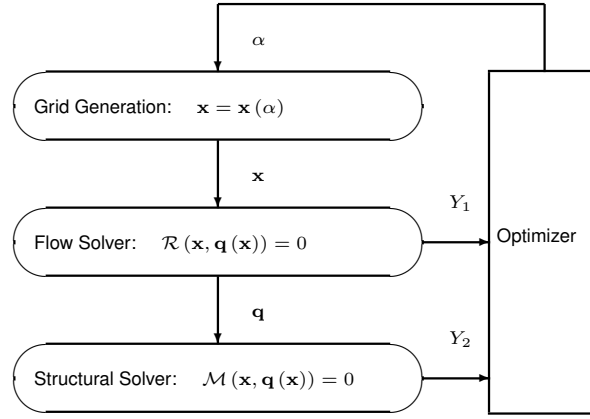 α
Grid Generation: x = x (α)
x
Y₁
Flow Solver: ℛ (x, q (x)) = 0
Optimizer
q
Y₂
Structural Solver: ℳ (x, q (x)) = 0